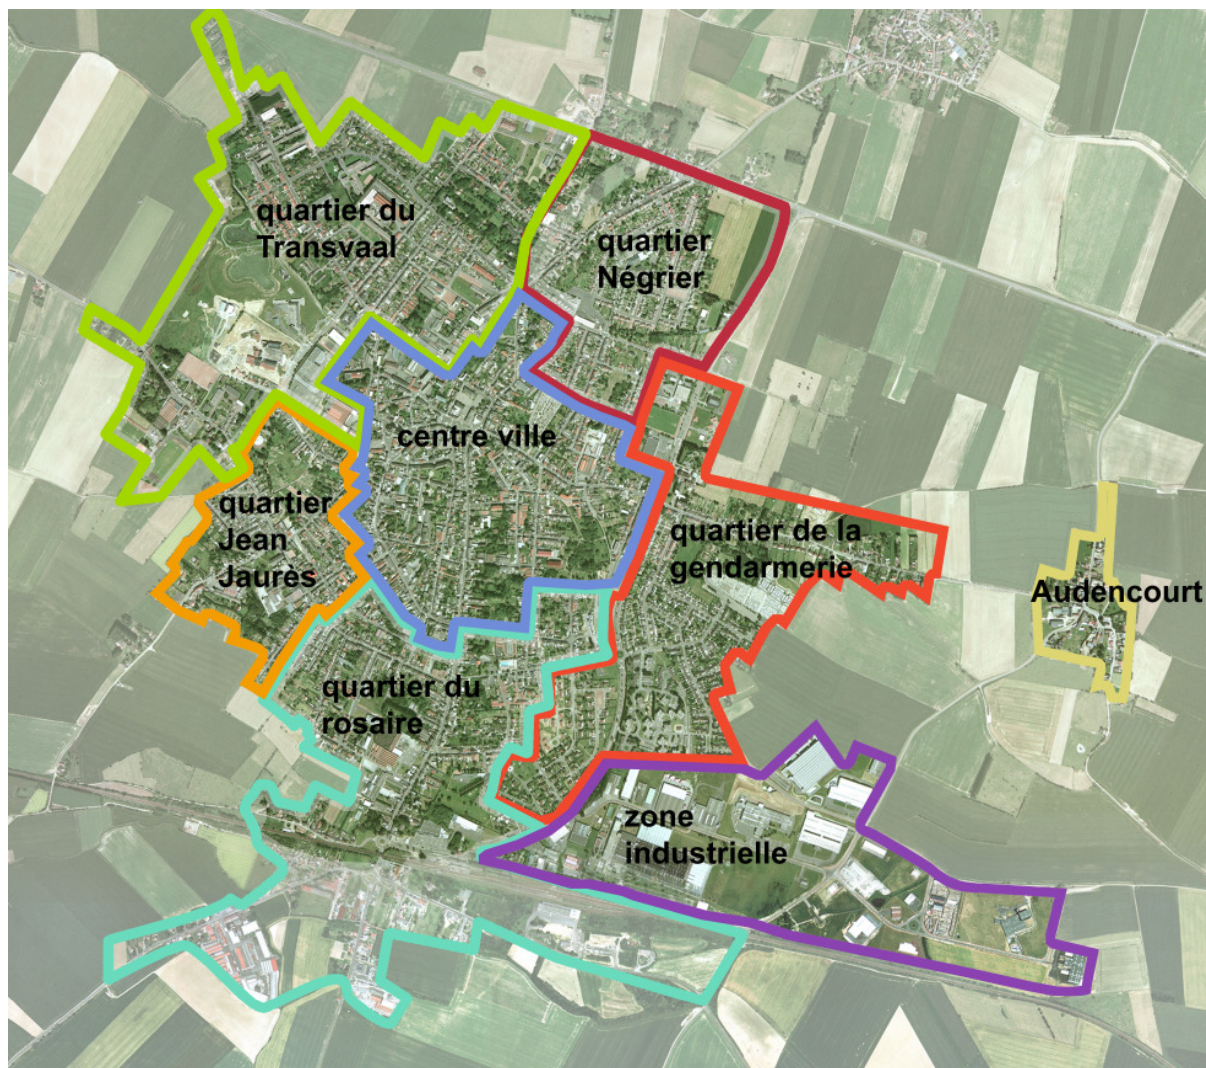 quartier du
Transvaal
quartier
Négrier
centre ville
quartier
Jean
Jaurès
quartier de la
gendarmerie
Audencourt
quartier du
rosaire
zone
industrielle